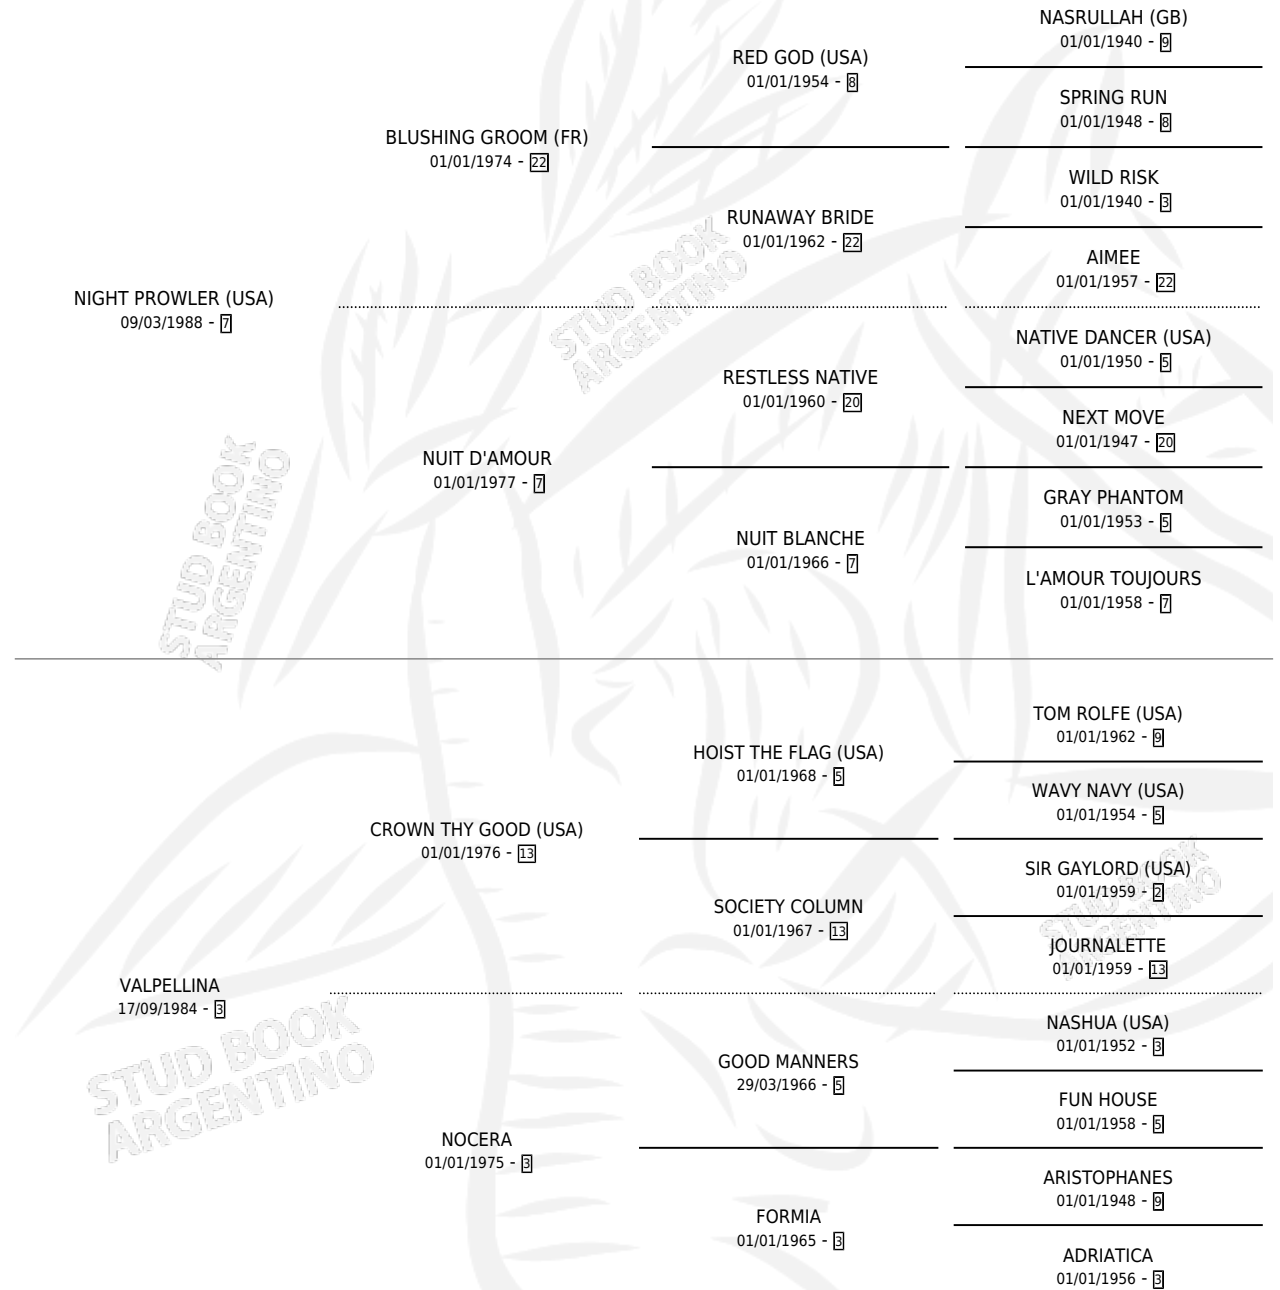 NASRULLAH (GB)
01/01/1940 - 9
RED GOD (USA)
01/01/1954 - 8
SPRING RUN
01/01/1948 - 8
BLUSHING GROOM (FR)
01/01/1974 - 22
WILD RISK
01/01/1940 - 3
RUNAWAY BRIDE
01/01/1962 - 22
AIMEE
01/01/1957 - 22
NIGHT PROWLER (USA)
09/03/1988 - 7
NATIVE DANCER (USA)
01/01/1950 - 5
RESTLESS NATIVE
01/01/1960 - 20
NEXT MOVE
01/01/1947 - 20
NUIT D'AMOUR
01/01/1977 - 7
GRAY PHANTOM
01/01/1953 - 5
NUIT BLANCHE
01/01/1966 - 7
L'AMOUR TOUJOURS
01/01/1958 - 7
TOM ROLFE (USA)
01/01/1962 - 9
HOIST THE FLAG (USA)
01/01/1968 - 5
WAVY NAVY (USA)
01/01/1954 - 5
CROWN THY GOOD (USA)
01/01/1976 - 13
SIR GAYLORD (USA)
01/01/1959 - 2
SOCIETY COLUMN
01/01/1967 - 13
JOURNALETTE
01/01/1959 - 13
VALPELLINA
17/09/1984 - 3
NASHUA (USA)
01/01/1952 - 3
GOOD MANNERS
29/03/1966 - 5
FUN HOUSE
01/01/1958 - 5
NOCERA
01/01/1975 - 3
ARISTOPHANES
01/01/1948 - 9
FORMIA
01/01/1965 - 3
ADRIATICA
01/01/1956 - 3
STUD BOOK
ARGENTINO
STUD BOOK
ARGENTINO
STUD BOOK
ARGENTINO
STUD BOOK
ARGENTINO